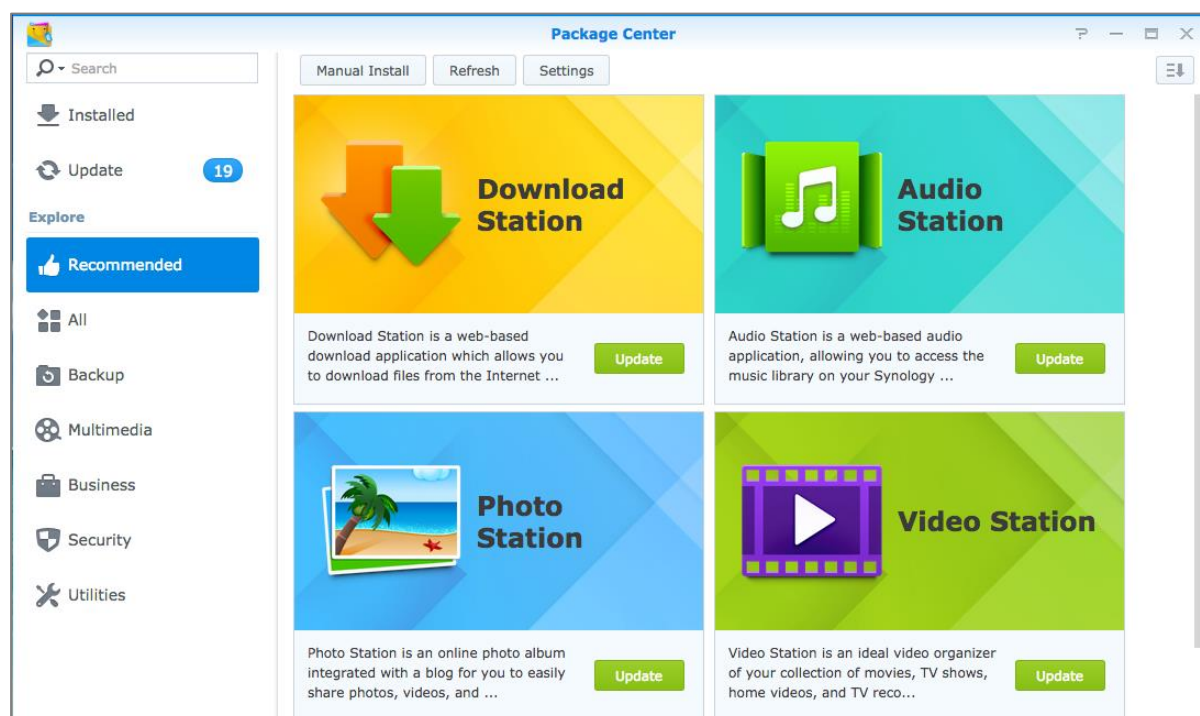 Package Center
Search
Manual Install
Refresh
Settings
Installed
Update
19
Explore
Recommended
All
Backup
Multimedia
Business
Security
Utilities
Download
Station
Download Station is a web-based
download application which allows you
to download files from the Internet ...
Update
Audio
Station
Audio Station is a web-based audio
application, allowing you to access the
music library on your Synology ...
Update
Photo
Station
Photo Station is an online photo album
integrated with a blog for you to easily
share photos, videos, and ...
Update
Video Station
Video Station is an ideal video organizer
of your collection of movies, TV shows,
home videos, and TV reco...
Update